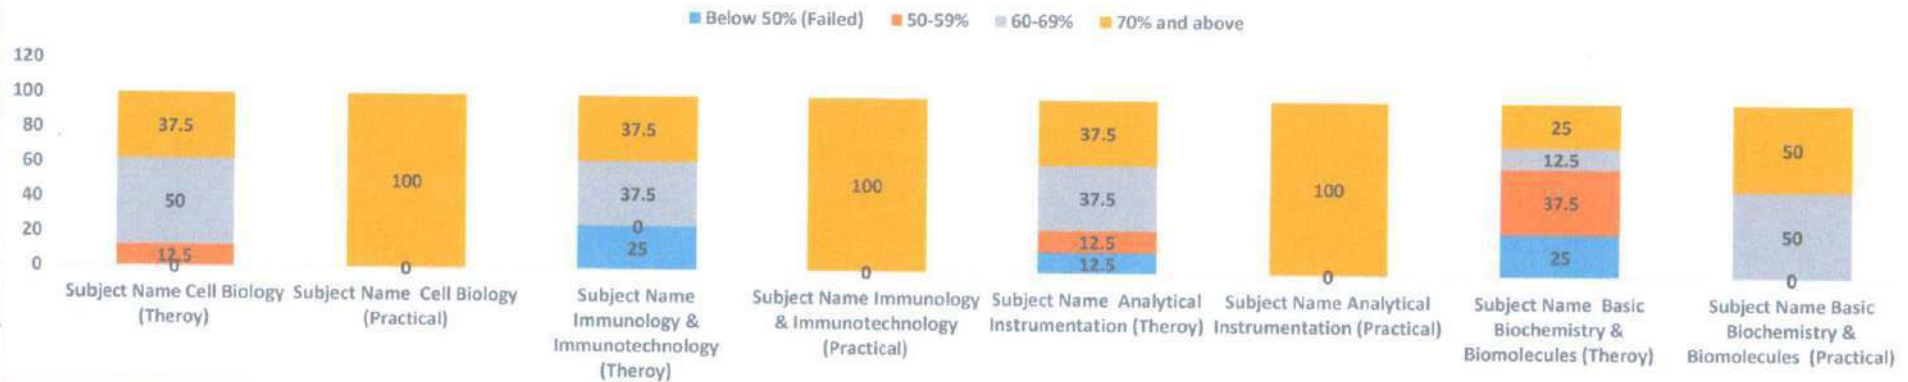 Below 50% (Failed) 50-59% 60-69% 70% and above
120
100
80
60
40
20
0
37.5
50
12.5
0
100
0
37.5
37.5
0
25
100
0
37.5
37.5
12.5
12.5
100
0
25
12.5
37.5
25
50
50
0
Subject Name Cell Biology
(Theroy)
Subject Name Cell Biology
(Practical)
Subject Name
Immunology &
Immunotechnology
(Theroy)
Subject Name Immunology
& Immunotechnology
(Practical)
Subject Name Analytical
Instrumentation (Theroy)
Subject Name Analytical
Instrumentation (Practical)
Subject Name Basic
Biochemistry &
Biomolecules (Theroy)
Subject Name Basic
Biochemistry &
Biomolecules (Practical)